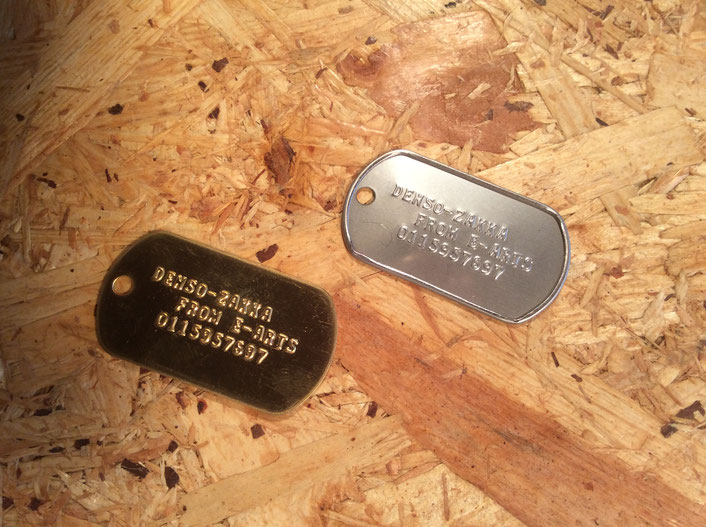 DENSO-ZAKKA
FROM E-ARTS
0115957897
DENSO-ZAKKA
FROM E-ARTS
0115957897